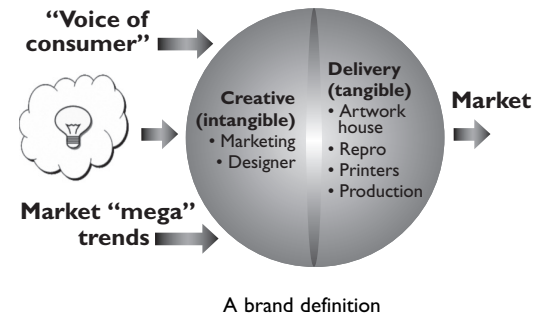 “Voice of
consumer”
Creative
(intangible)
• Marketing
• Designer
Delivery
(tangible)
• Artwork
house
• Repro
• Printers
• Production
Market
Market “mega”
trends
A brand definition